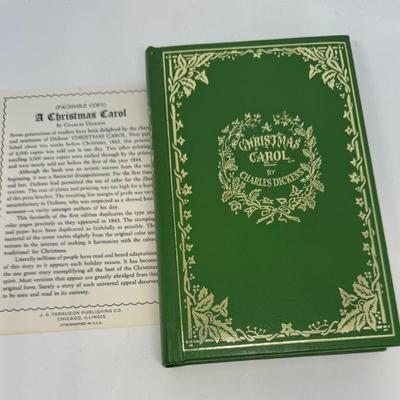 (FACSIMILE COPY)
A Christmas Carol
BY CHARLES DICKENS
Seven generations of readers have been delighted by the
and sentiment of Dickens' CHRISTMAS CAROL. First
lished about two weeks before Christmas, 1843, this printing
of 6,000 copies was sold out in one day. Two other printings
totalling 9,000 more copies were rushed through by the
and were nearly sold out before the end of the year 1844.
Although the book was an artistic success from the very
beginning, it was a financial disappointment. For the first time
and last, Dickens had permitted the use of color for the
tions. The cost of plates and printing was too high for a book
of this price bracket. The resulting low margin of profit was very
unsatisfactory to Dickens, who was respected as a shrewd
nessman—a rarity amongst authors of his day.
This facsimile of the first edition duplicates the type and
color pages precisely as they appeared in 1843. The stamping
and paper have been duplicated as faithfully as possible. The
material of the cover varies slightly from the original color and
texture in the interest of making it harmonize with the colors
traditional for Christmas.
Literally millions of people have read and heard adaptations
of this story as it appears each holiday season. It has become
the one great story exemplifying all the best of the Christmas
spirit. Most versions that appear are greatly abridged from the
original form. Surely a story of such universal appeal deserves
to be seen and read in its entirety.
J. G. FERGUSON PUBLISHING CO.
CHICAGO, ILLINOIS
LITHOGRAPHED IN U.S.A.
A
CHRISTMAS
CAROL
BY
CHARLES DICKENS